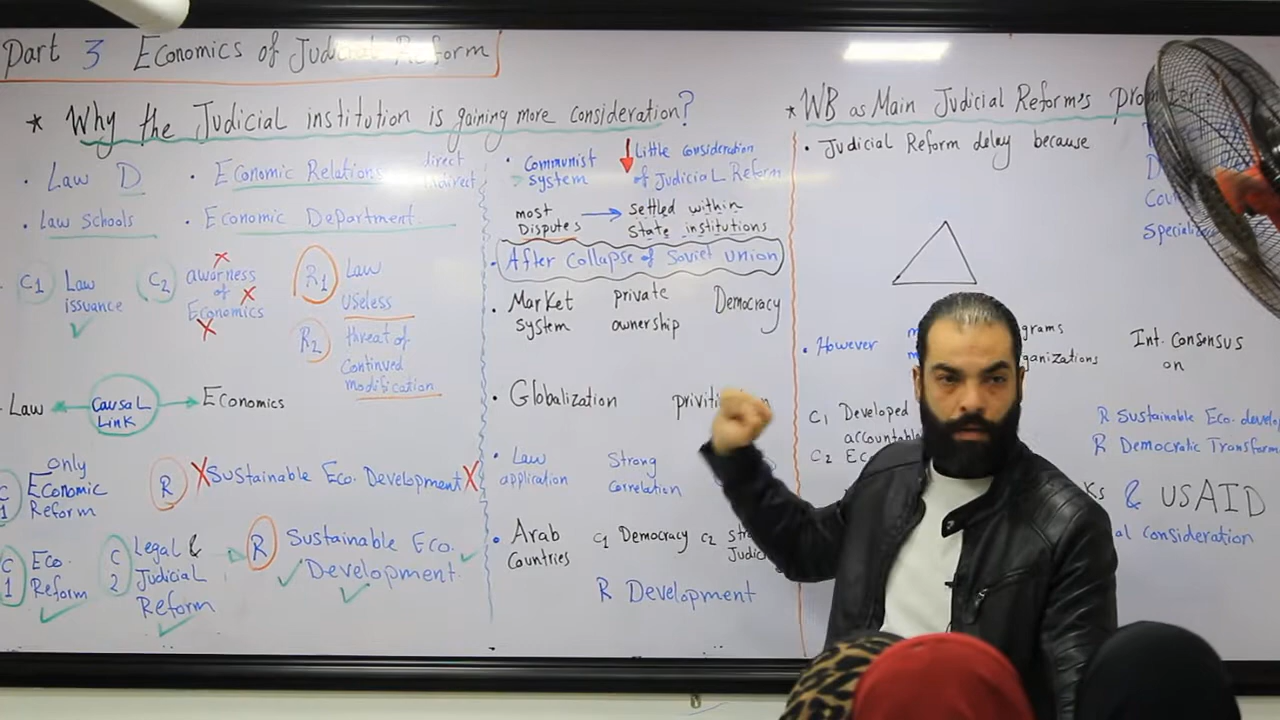 Part 3 Economics of Judicial Reform
* Why the Judicial institution is gaining more consideration?
• Law D • Economic Relations direct
Indirect
• Law schools • Economic Department
C1 Law issuance
C2 awarness of Economics
R1 Law useless
R2 threat of Continued modification
Law Causal Link Economics
C1 only Economic Reform
R Sustainable Eco. Development
C1 Eco. Reform
C2 Legal & Judicial Reform
R Sustainable Eco. Development
• Communist system
Little consideration of Judicial Reform
most Disputes
settled within State institutions
• After Collapse of Soviet union
• Market system
private ownership
Democracy
• Globalization
• Law application
Strong Correlation
• Arab Countries
C1 Democracy C2
R Development
* WB as Main Judicial Reform's
• Judicial Reform delay because
• However
Int. Consensus on
C1 Developed
C2
R Sustainable Eco.
R Democratic
& USAID
consideration